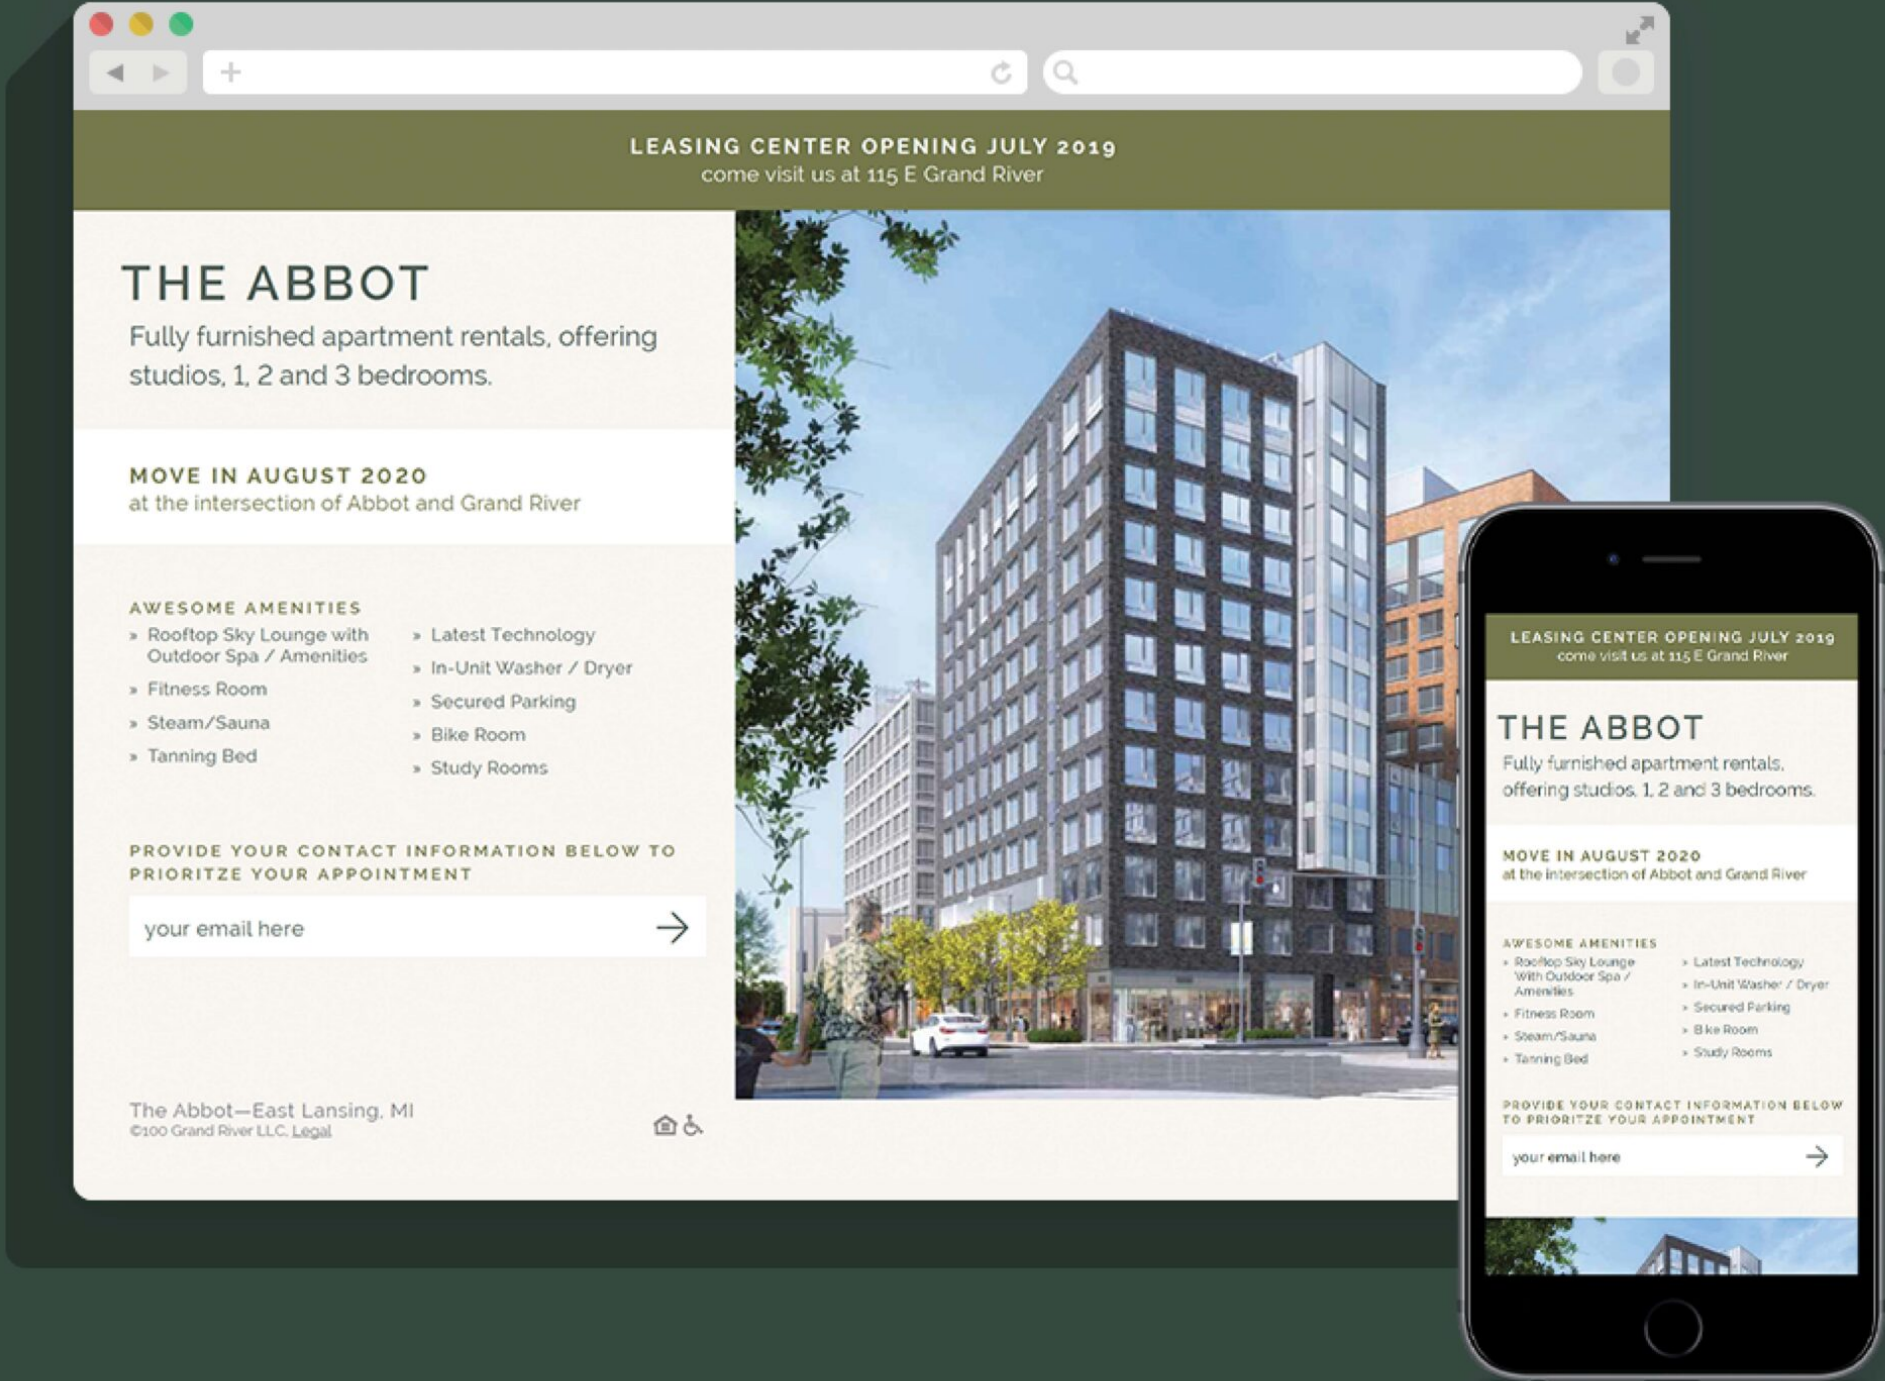 LEASING CENTER OPENING JULY 2019
come visit us at 115 E Grand River
THE ABBOT
Fully furnished apartment rentals, offering
studios, 1, 2 and 3 bedrooms.
MOVE IN AUGUST 2020
at the intersection of Abbot and Grand River
AWESOME AMENITIES
» Rooftop Sky Lounge with
Outdoor Spa / Amenities
» Fitness Room
» Steam/Sauna
» Tanning Bed
» Latest Technology
» In-Unit Washer / Dryer
» Secured Parking
» Bike Room
» Study Rooms
PROVIDE YOUR CONTACT INFORMATION BELOW TO
PRIORITZE YOUR APPOINTMENT
your email here
The Abbot—East Lansing, MI
©100 Grand River LLC, Legal
LEASING CENTER OPENING JULY 2019
come visit us at 115 E Grand River
THE ABBOT
Fully furnished apartment rentals,
offering studios, 1, 2 and 3 bedrooms.
MOVE IN AUGUST 2020
at the intersection of Abbot and Grand River
AWESOME AMENITIES
» Rooftop Sky Lounge
With Outdoor Spa /
Amenities
» Fitness Room
» Steam/Sauna
» Tanning Bed
» Latest Technology
» In-Unit Washer / Dryer
» Secured Parking
» Bike Room
» Study Rooms
PROVIDE YOUR CONTACT INFORMATION BELOW
TO PRIORITZE YOUR APPOINTMENT
your email here